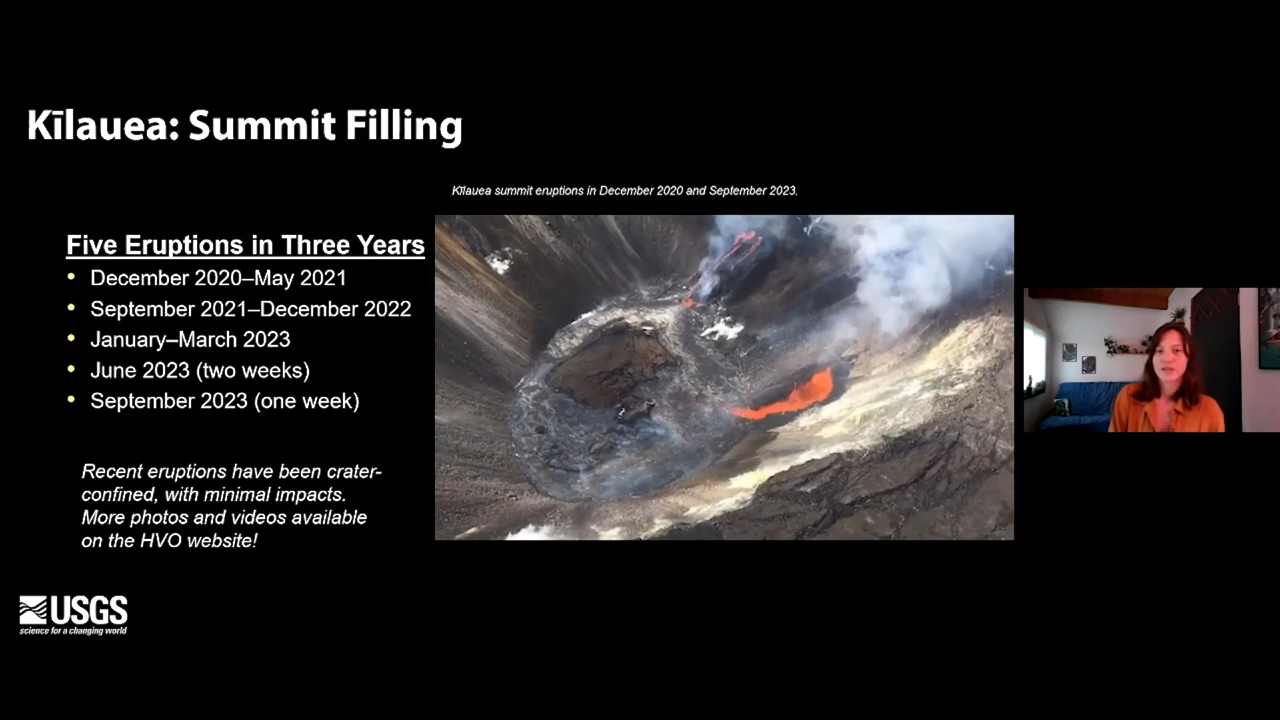 Kīlauea: Summit Filling
Kīlauea summit eruptions in December 2020 and September 2023.
Five Eruptions in Three Years
• December 2020–May 2021
• September 2021–December 2022
• January–March 2023
• June 2023 (two weeks)
• September 2023 (one week)
Recent eruptions have been crater-
confined, with minimal impacts.
More photos and videos available
on the HVO website!
USGS
science for a changing world